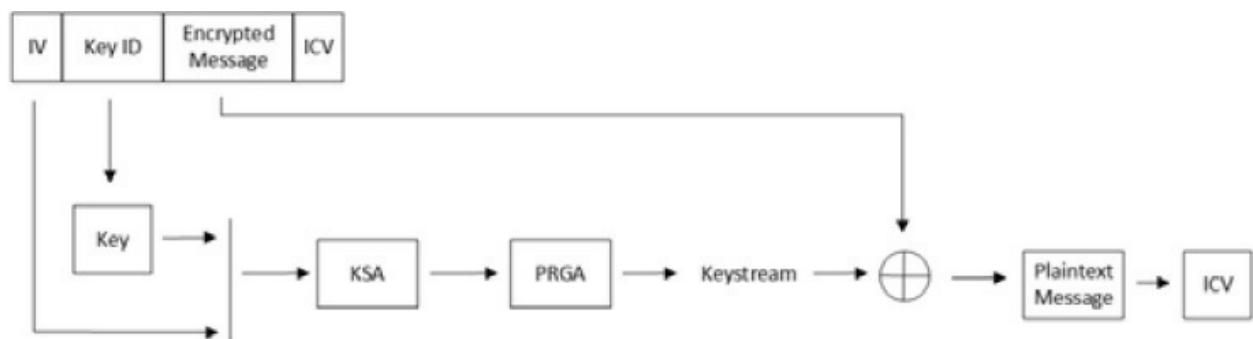 IV
Key ID
Encrypted
Message
ICV
Key
KSA
PRGA
Keystream
Plaintext
Message
ICV